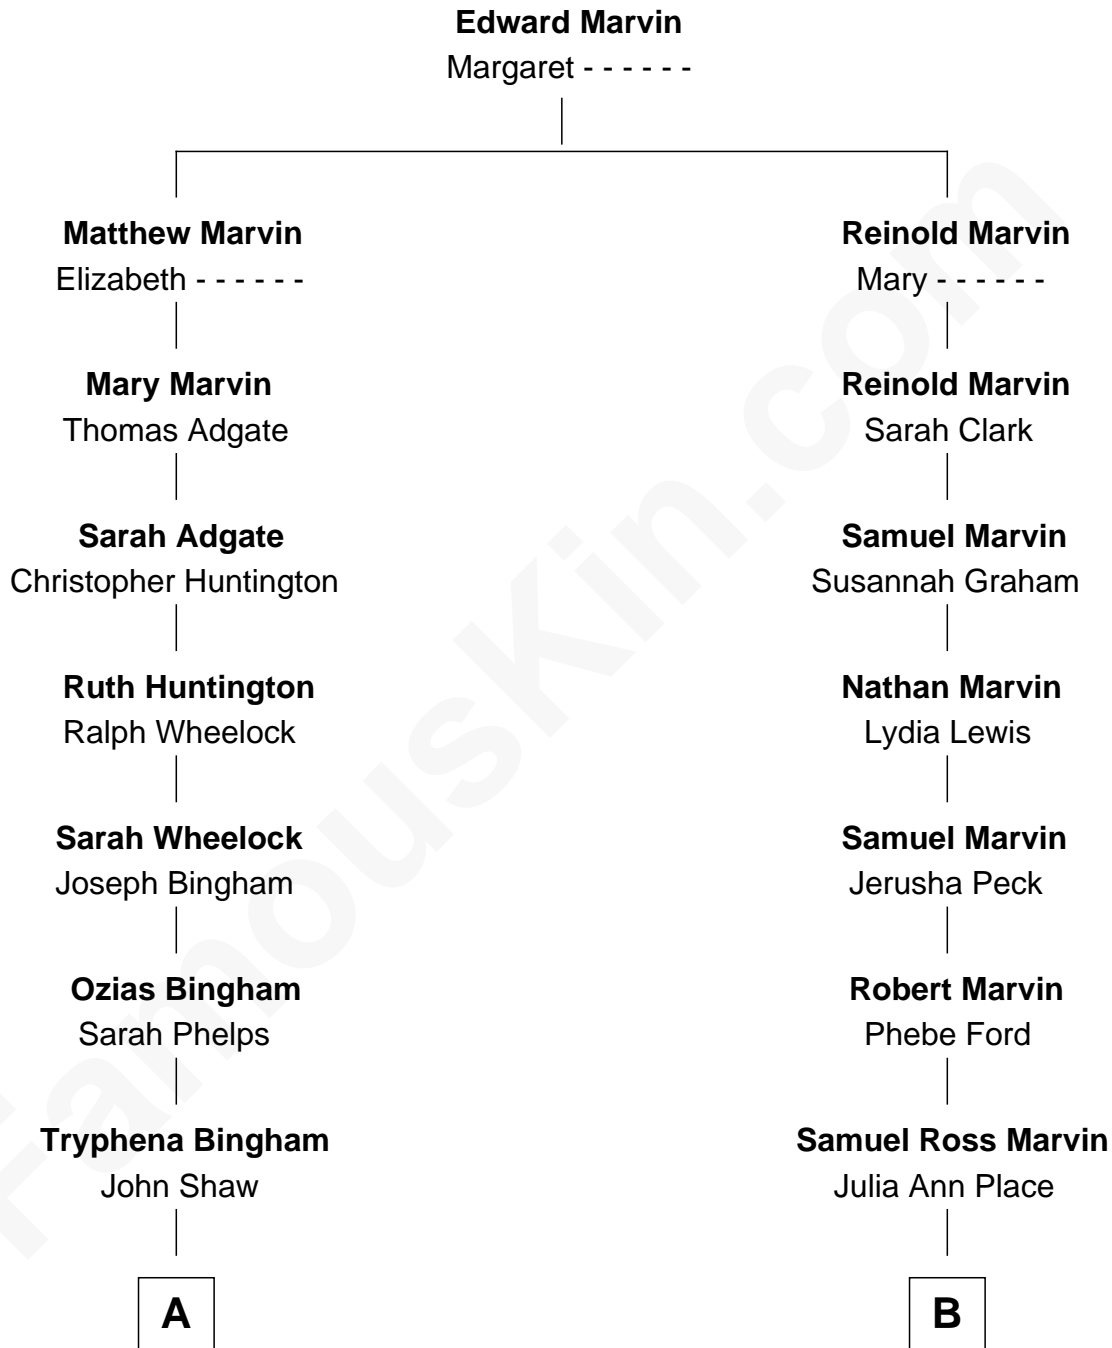 Edward Marvin
Margaret - - - - - -
Matthew Marvin
Elizabeth - - - - - -
Reinold Marvin
Mary - - - - - -
Mary Marvin
Thomas Adgate
Reinold Marvin
Sarah Clark
Sarah Adgate
Christopher Huntington
Samuel Marvin
Susannah Graham
Ruth Huntington
Ralph Wheelock
Nathan Marvin
Lydia Lewis
Sarah Wheelock
Joseph Bingham
Samuel Marvin
Jerusha Peck
Ozias Bingham
Sarah Phelps
Robert Marvin
Phebe Ford
Tryphena Bingham
John Shaw
Samuel Ross Marvin
Julia Ann Place
A
B
FamousKin.com